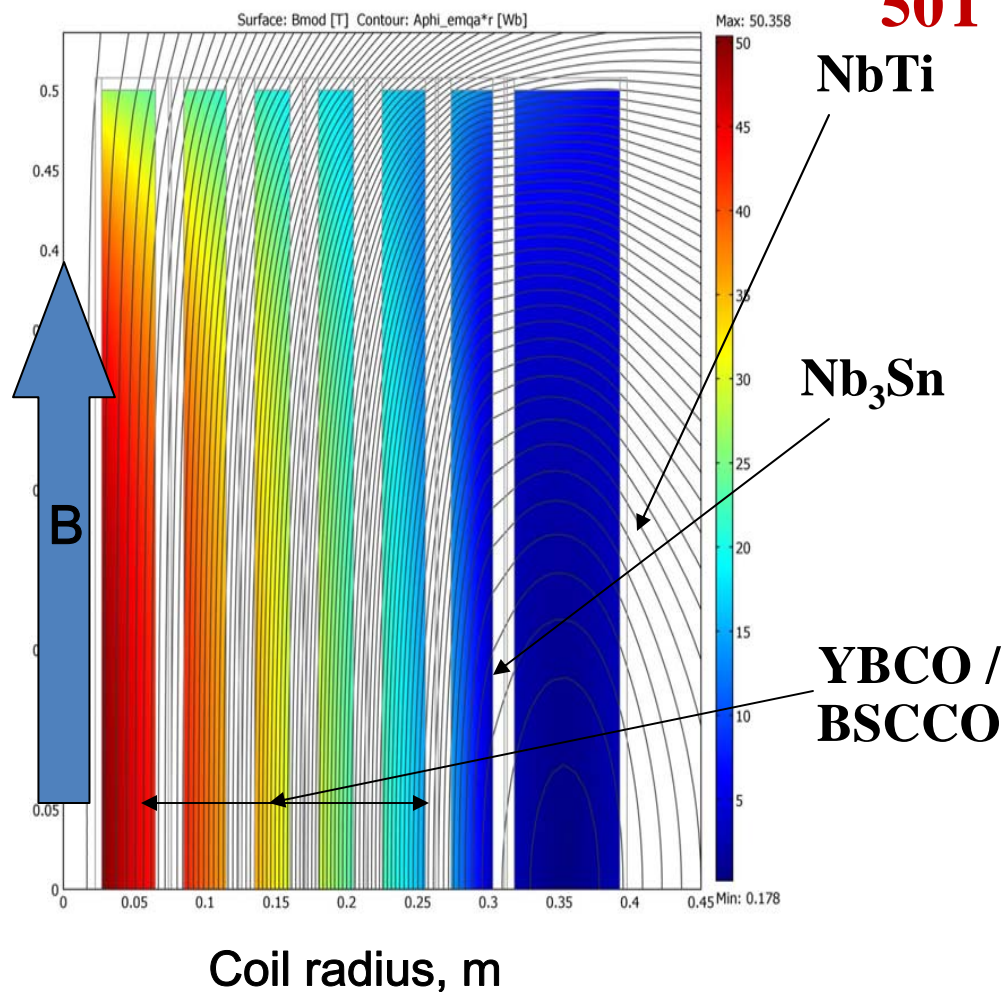 Surface: Bmod [T] Contour: Aphi_emqa*r [Wb]
Max: 50.358
50T
NbTi
Nb₃Sn
YBCO /
BSCCO
B
0.5
0.45
0.4
0.05
0
0 0.05 0.1 0.15 0.2 0.25 0.3 0.35 0.4 0.45
50
45
40
35
30
25
20
15
10
5
Min: 0.178
Coil radius, m